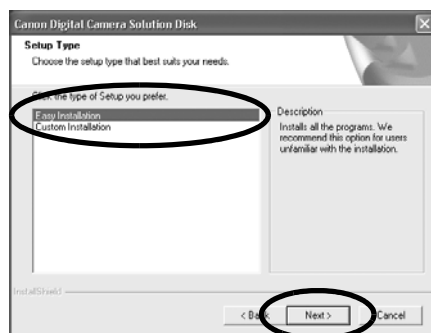 Canon Digital Camera Solution Disk
Setup Type
Choose the setup type that best suits your needs.
Click the type of Setup you prefer.
Easy Installation
Custom Installation
Description
Installs all the programs. We
recommend this option for users
unfamiliar with the installation.
InstallShield
< Back
Next >
Cancel